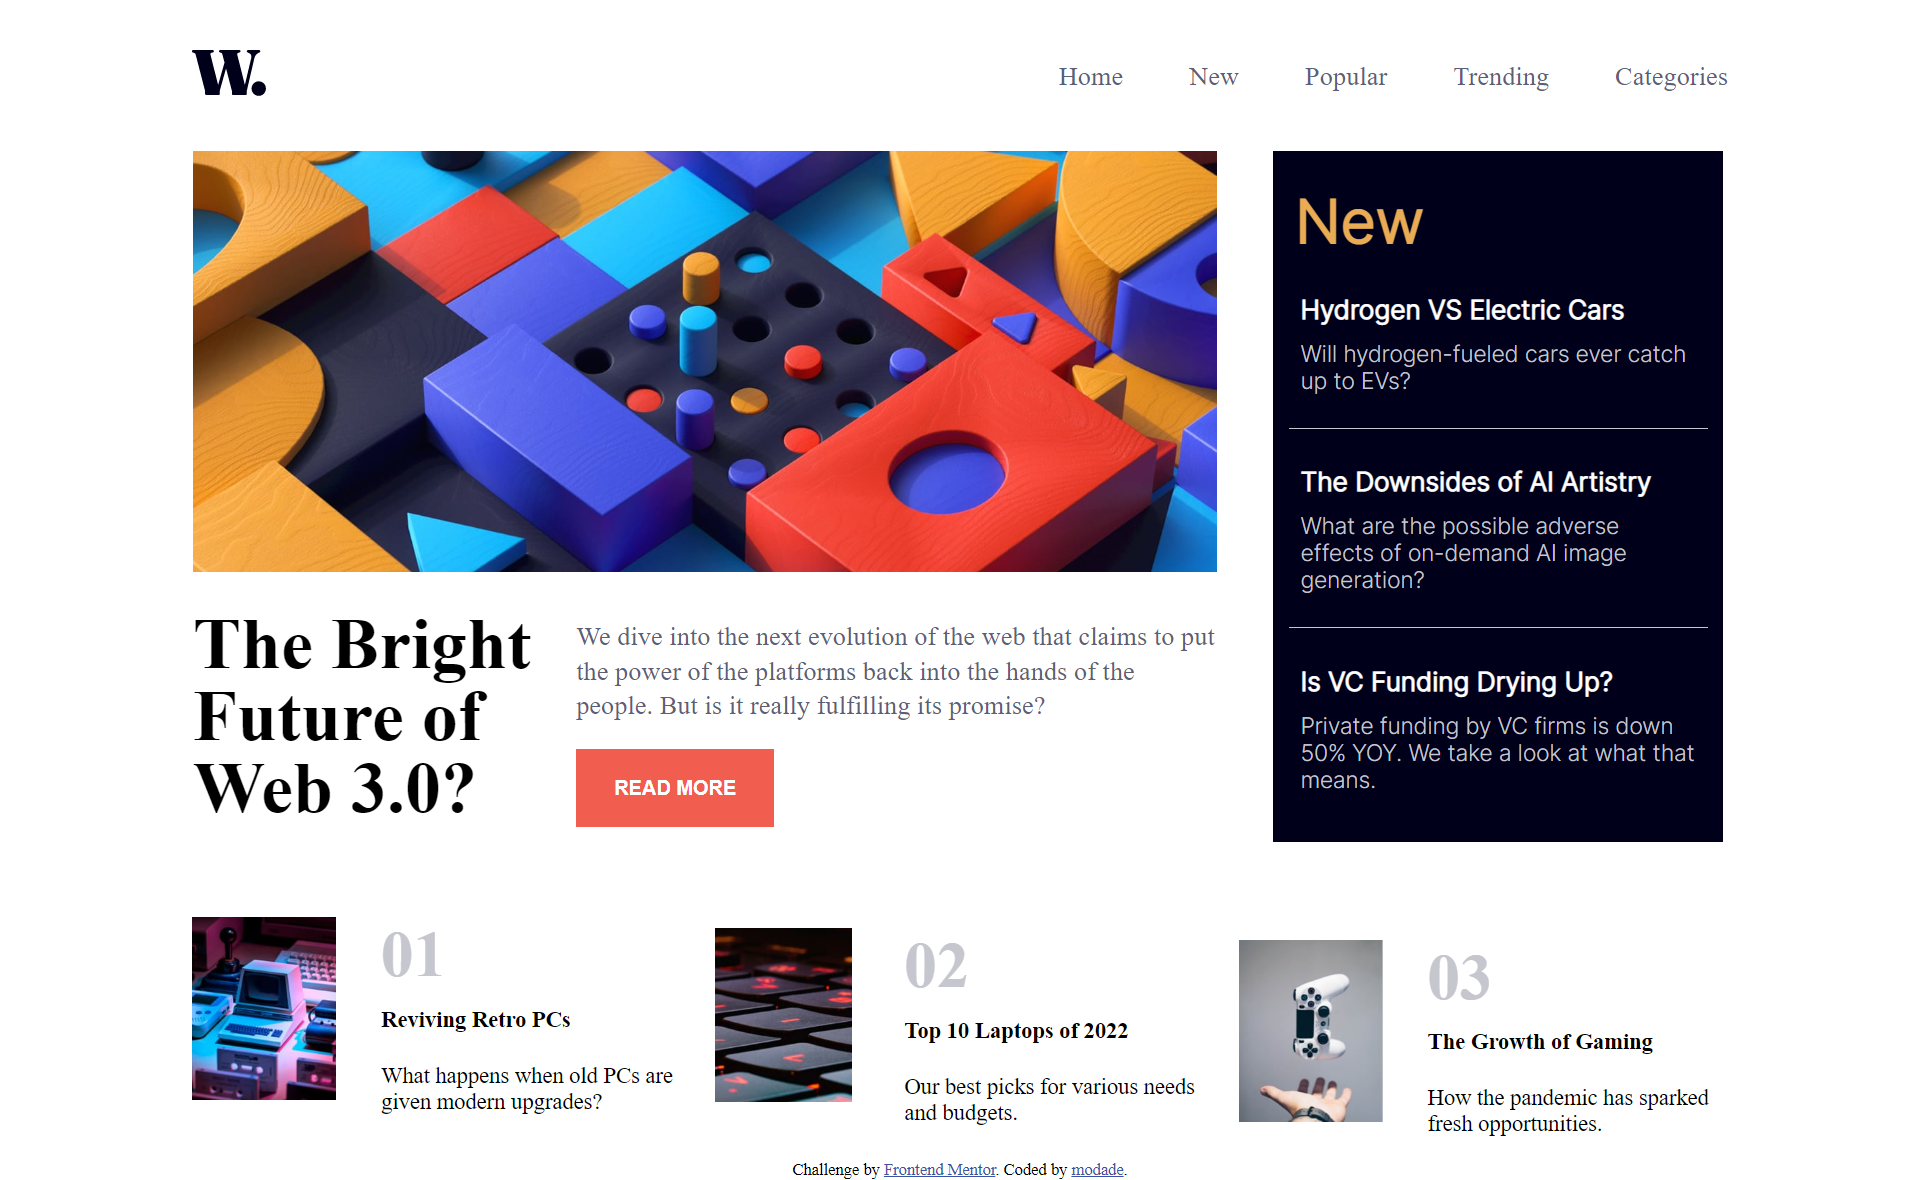 W.
Home New Popular Trending Categories
The Bright
Future of
Web 3.0?
We dive into the next evolution of the web that claims to put
the power of the platforms back into the hands of the
people. But is it really fulfilling its promise?
READ MORE
New
Hydrogen VS Electric Cars
Will hydrogen-fueled cars ever catch
up to EVs?
The Downsides of AI Artistry
What are the possible adverse
effects of on-demand AI image
generation?
Is VC Funding Drying Up?
Private funding by VC firms is down
50% YOY. We take a look at what that
means.
01
Reviving Retro PCs
What happens when old PCs are
given modern upgrades?
02
Top 10 Laptops of 2022
Our best picks for various needs
and budgets.
03
The Growth of Gaming
How the pandemic has sparked
fresh opportunities.
Challenge by Frontend Mentor. Coded by modade.